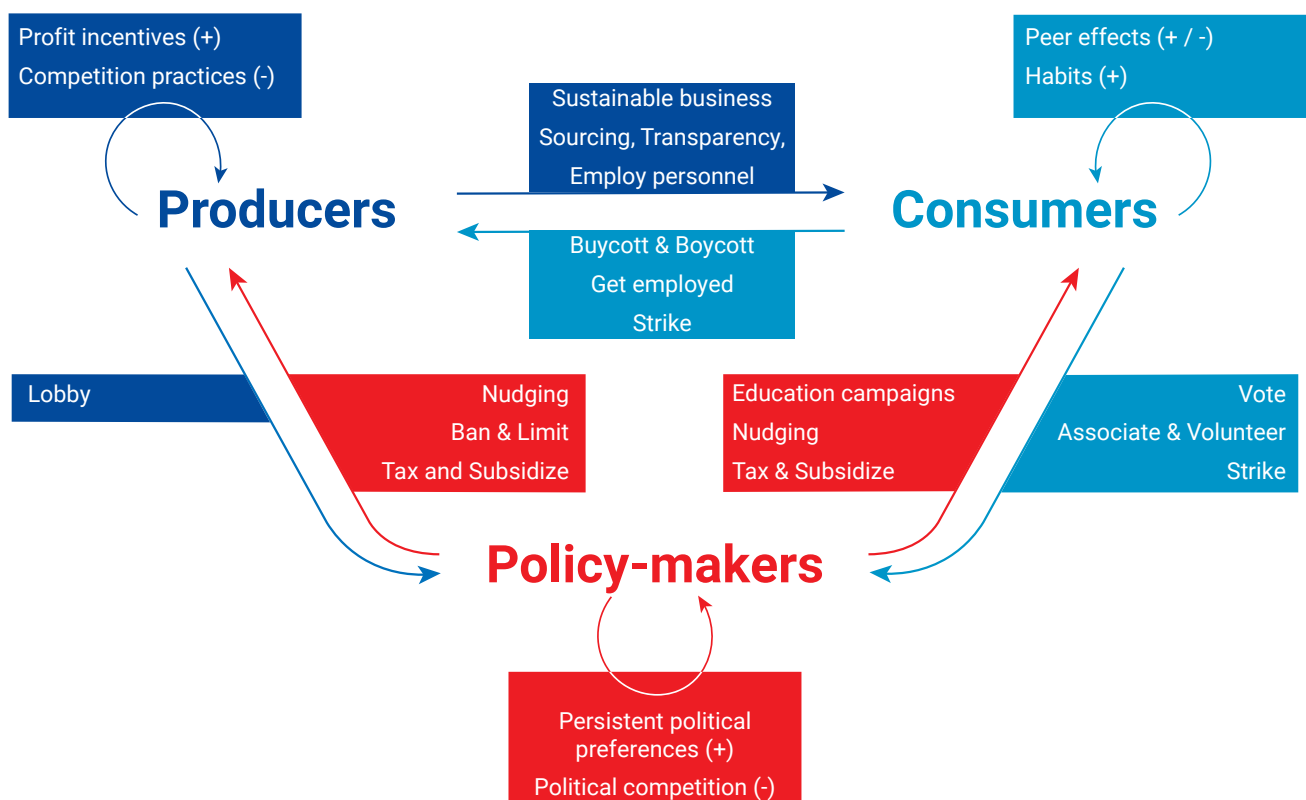 Profit incentives (+)
Competition practices (-)
Peer effects (+ / -)
Habits (+)
Sustainable business
Sourcing, Transparency,
Employ personnel
Producers
Consumers
Buycott & Boycott
Get employed
Strike
Lobby
Nudging
Ban & Limit
Tax and Subsidize
Education campaigns
Nudging
Tax & Subsidize
Vote
Associate & Volunteer
Strike
Policy-makers
Persistent political
preferences (+)
Political competition (-)